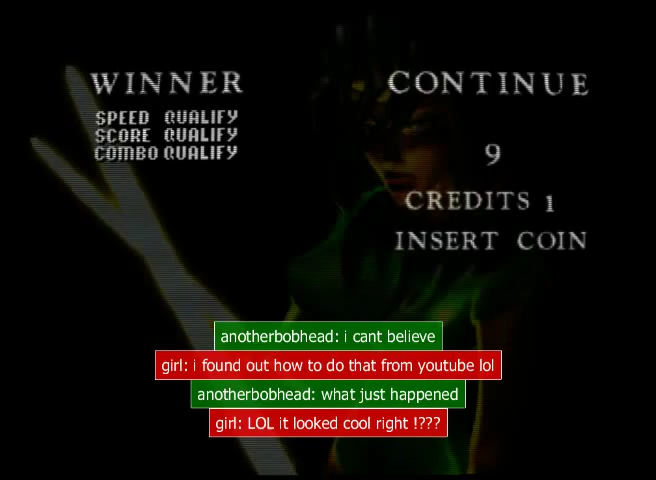 WINNER
SPEED QUALIFY
SCORE QUALIFY
COMBO QUALIFY
CONTINUE
9
CREDITS 1
INSERT COIN
anotherbobhead: i cant believe
girl: i found out how to do that from youtube lol
anotherbobhead: what just happened
girl: LOL it looked cool right !???